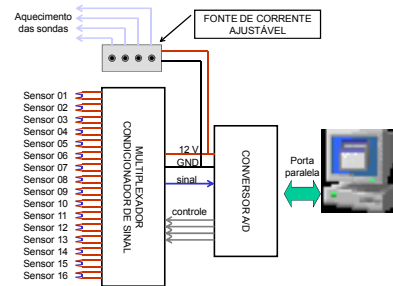 Aquecimento
das sondas
FONTE DE CORRENTE
AJUSTÁVEL
Sensor 01
Sensor 02
Sensor 03
Sensor 04
Sensor 05
Sensor 06
Sensor 07
Sensor 08
Sensor 09
Sensor 10
Sensor 11
Sensor 12
Sensor 13
Sensor 14
Sensor 15
Sensor 16
MULTIPLEXADOR
CONDICIONADOR DE SINAL
12 V
GND
sinal
controle
CONVERSOR A/D
Porta
paralela